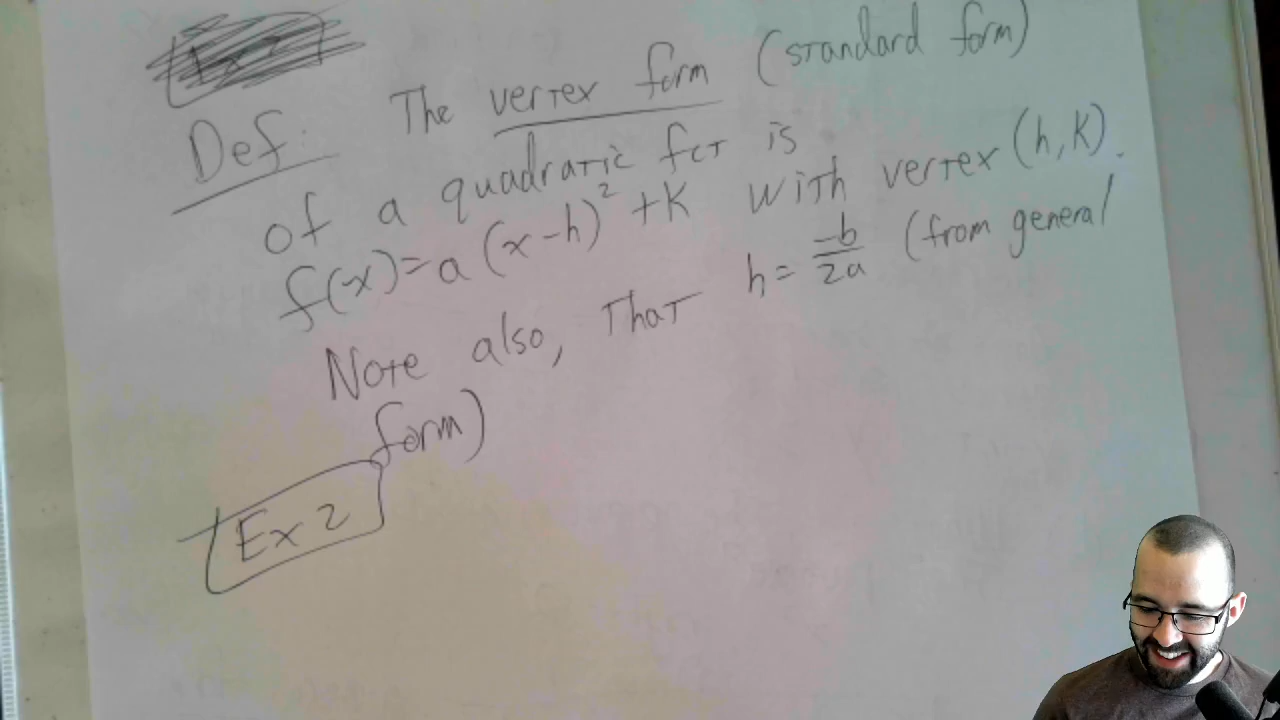 Def: The vertex form (standard form)
of a quadratic fct is
f(x)=a(x-h)²+k with vertex (h,k).
Note also, that h= -b/2a (from general
form)
Ex 2